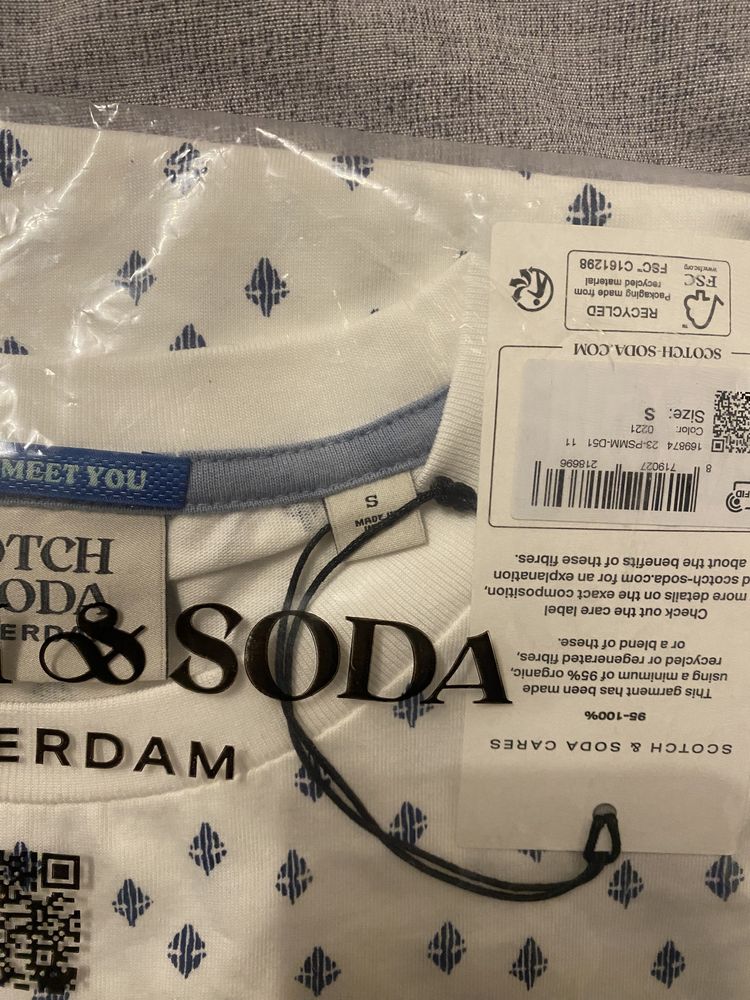 MEET YOU
OTCH
ODA
ERDA
S
MADE IN
& SODA
ERDAM
SCOTCH & SODA CARES
95-100%
This garment has been made
using a minimum of 95% organic,
recycled or regenerated fibres,
or a blend of these.
Check out the care label
more details on the exact composition,
d scotch-soda.com for an explanation
about the benefits of these fibres.
8 719027 218696
169874 23-PSMM-D51 11
Color: 0221
Size: S
FID
SCOTCH-SODA.COM
RECYCLED
Packaging made from
recycled material
FSC™ C161298
FSC
www.fsc.org